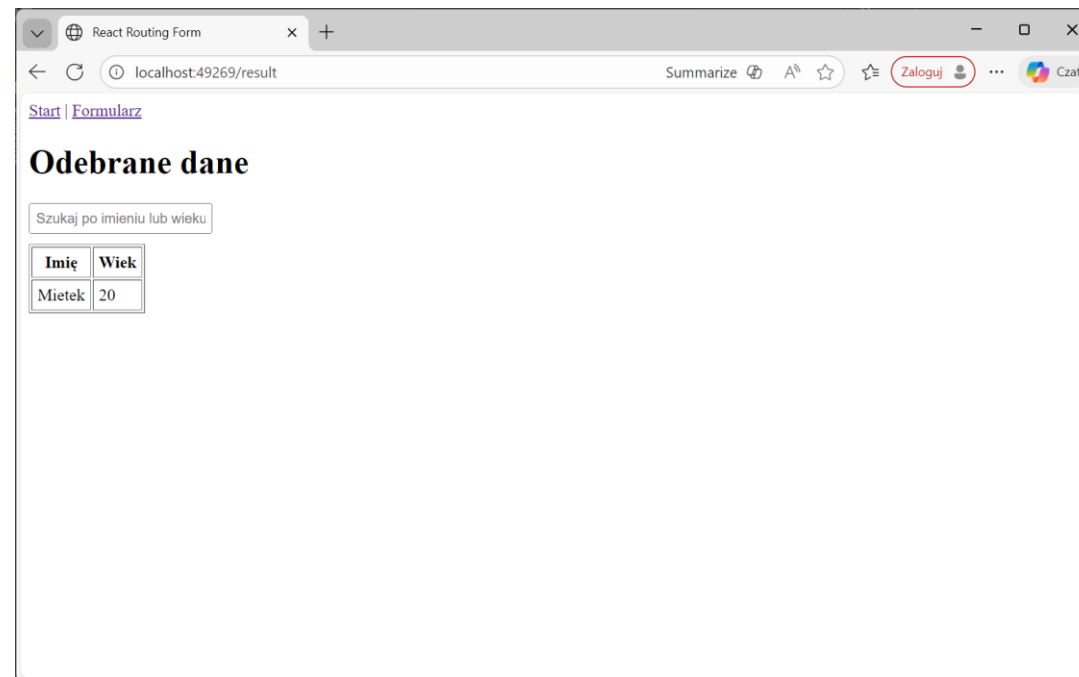 React Routing Form
localhost:49269/result
Summarize
A
Zaloguj
Czat
Start | Formularz
Odebrane dane
Szukaj po imieniu lub wieku
Imię Wiek
Mietek 20